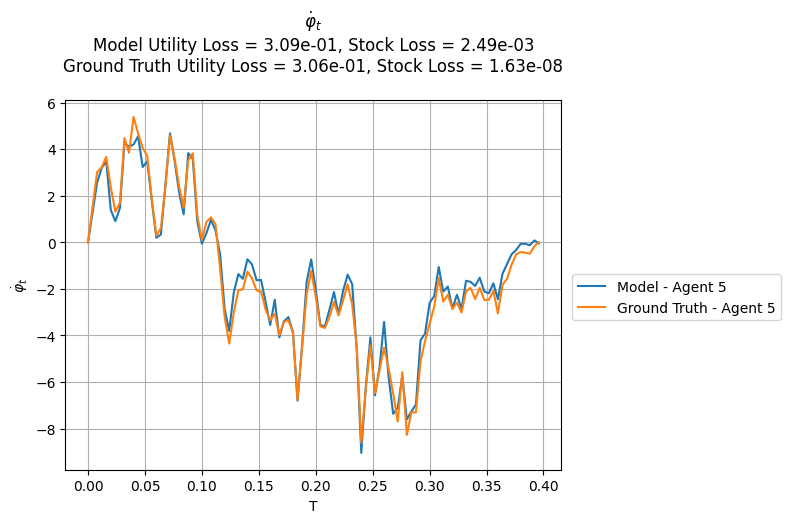 φ̇ₜ
Model Utility Loss = 3.09e-01, Stock Loss = 2.49e-03
Ground Truth Utility Loss = 3.06e-01, Stock Loss = 1.63e-08
6
4
2
0
−2
−4
−6
−8
φ̇ₜ
0.00 0.05 0.10 0.15 0.20 0.25 0.30 0.35 0.40
T
Model - Agent 5
Ground Truth - Agent 5